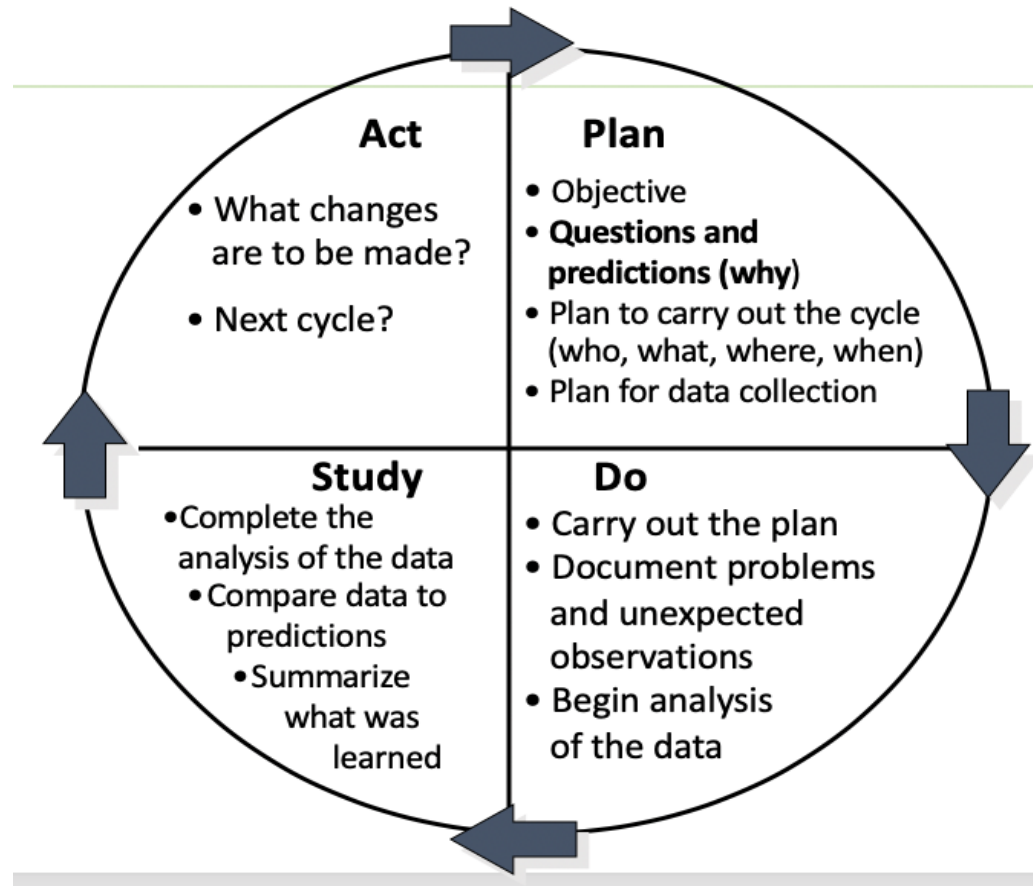 Act
• What changes
are to be made?
• Next cycle?
Plan
• Objective
• Questions and
predictions (why)
• Plan to carry out the cycle
(who, what, where, when)
• Plan for data collection
Study
•Complete the
analysis of the data
•Compare data to
predictions
•Summarize
what was
learned
Do
• Carry out the plan
• Document problems
and unexpected
observations
• Begin analysis
of the data